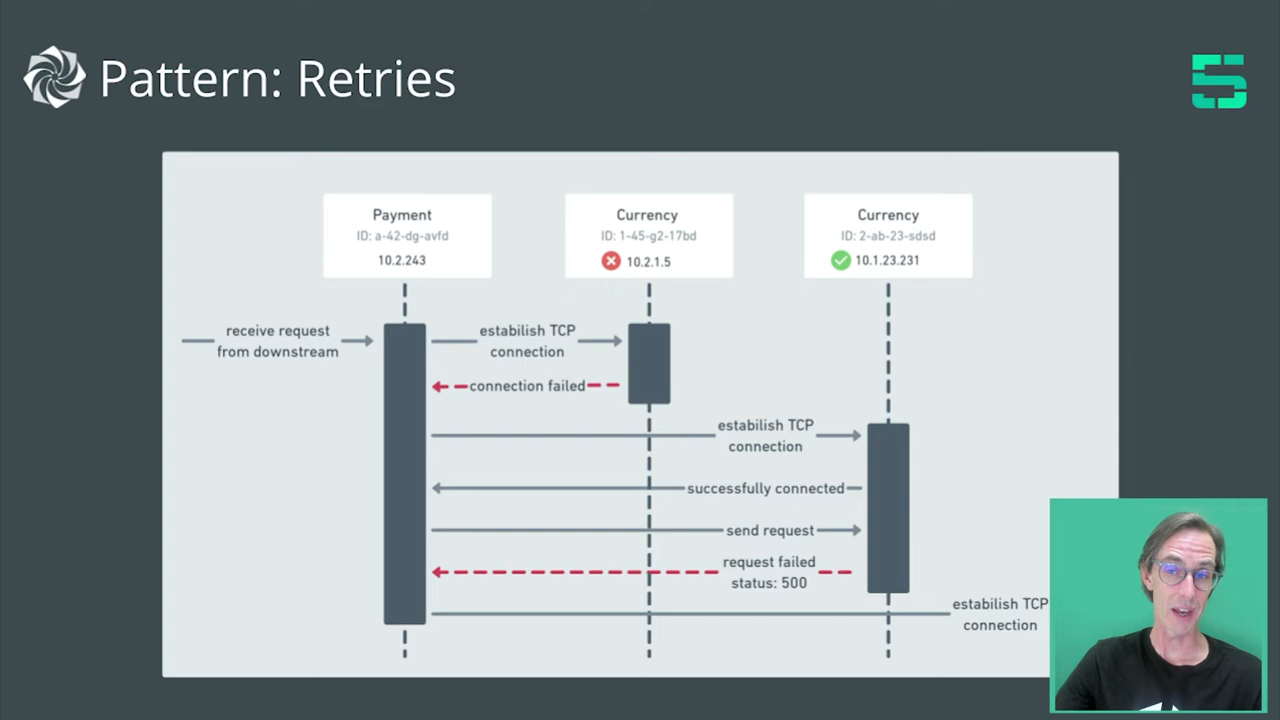 Pattern: Retries
Payment
ID: a-42-dg-avfd
10.2.243
Currency
ID: 1-45-g2-17bd
10.2.1.5
Currency
ID: 2-ab-23-sdsd
10.1.23.231
receive request
from downstream
estabilish TCP
connection
connection failed
estabilish TCP
connection
successfully connected
send request
request failed
status: 500
estabilish TCP
connection